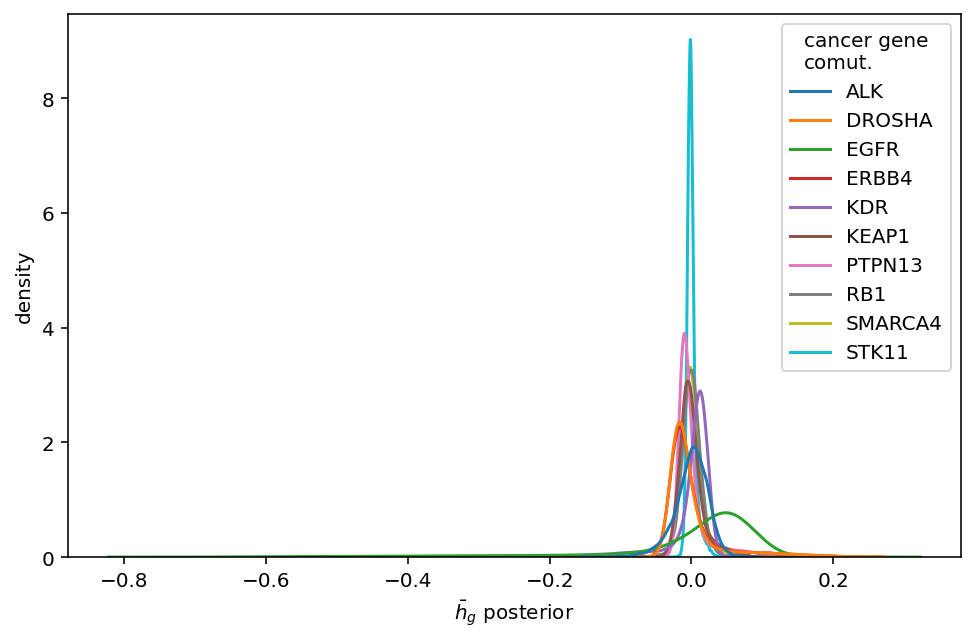 cancer gene
comut.
ALK
DROSHA
EGFR
ERBB4
KDR
KEAP1
PTPN13
RB1
SMARCA4
STK11
density
8
6
4
2
0
−0.8
−0.6
−0.4
−0.2
0.0
0.2
h̄g posterior